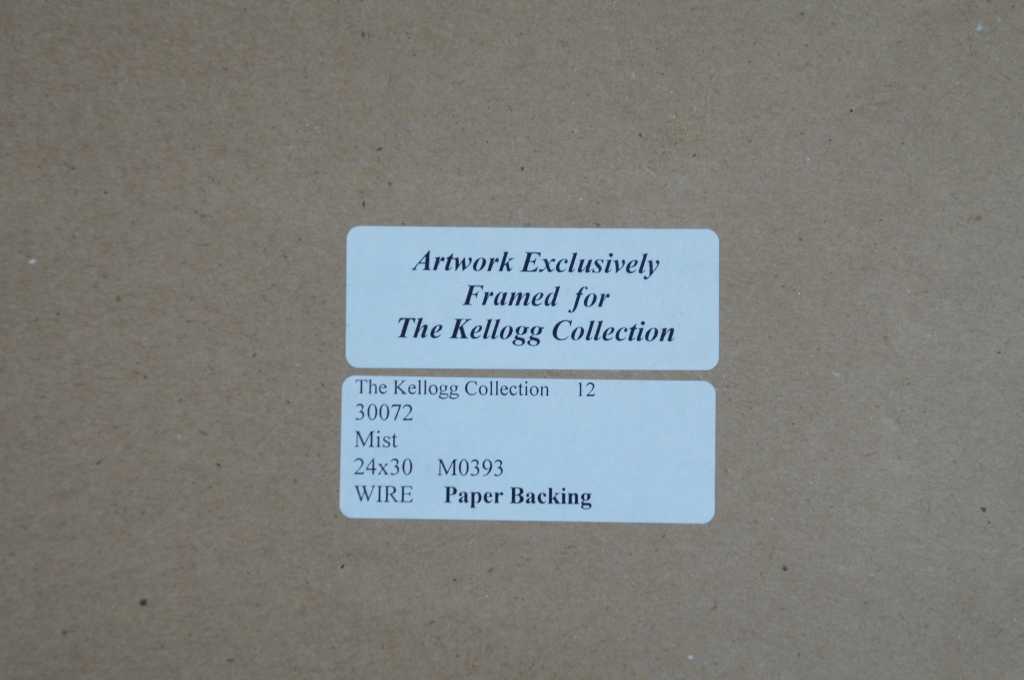 Artwork Exclusively
Framed for
The Kellogg Collection
The Kellogg Collection 12
30072
Mist
24x30 M0393
WIRE Paper Backing